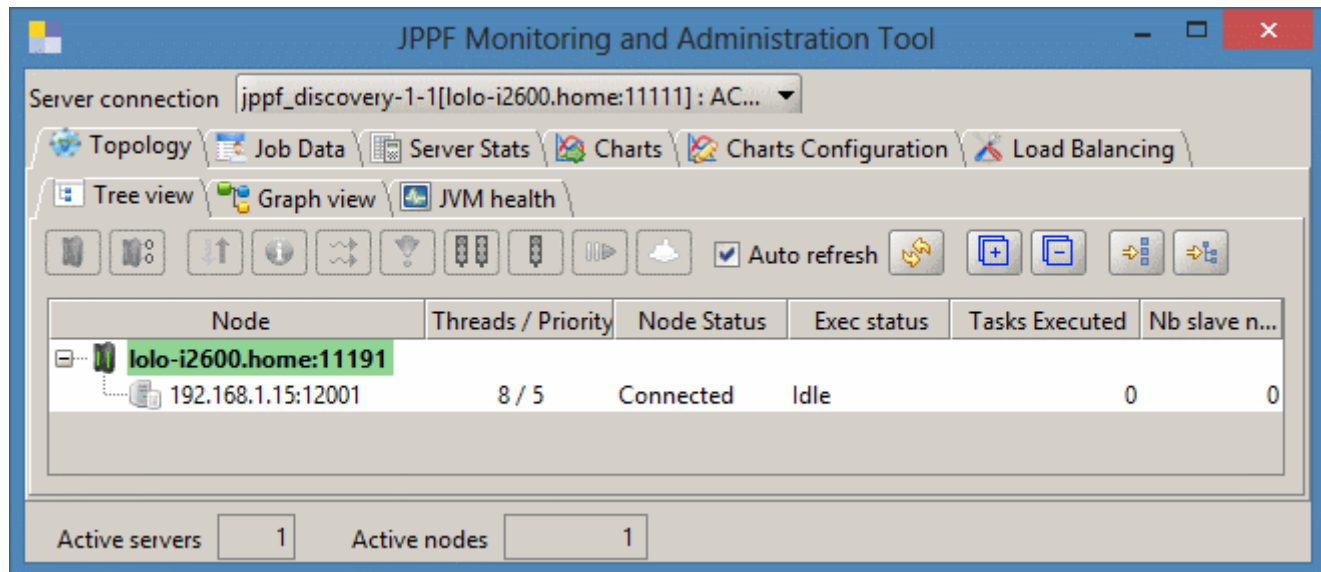 JPPF Monitoring and Administration Tool
Server connection jppf_discovery-1-1[lolo-i2600.home:11111] : AC...
Topology Job Data Server Stats Charts Charts Configuration Load Balancing
Tree view Graph view JVM health
Auto refresh
Node Threads / Priority Node Status Exec status Tasks Executed Nb slave n...
lolo-i2600.home:11191
192.168.1.15:12001 8 / 5 Connected Idle 0 0
Active servers 1 Active nodes 1